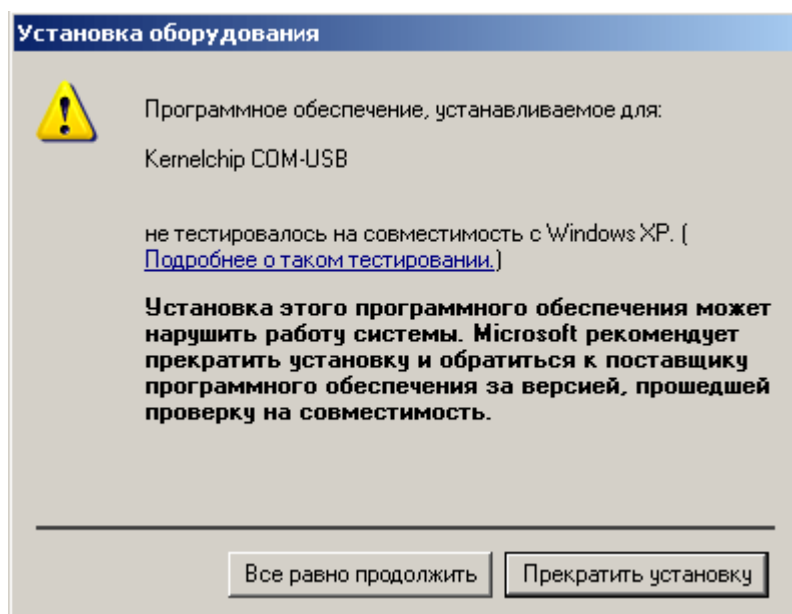 Установка оборудования
Программное обеспечение, устанавливаемое для:
Kernelchip COM-USB
не тестировалось на совместимость с Windows XP. (
Подробнее о таком тестировании.)
Установка этого программного обеспечения может
нарушить работу системы. Microsoft рекомендует
прекратить установку и обратиться к поставщику
программного обеспечения за версией, прошедшей
проверку на совместимость.
Все равно продолжить
Прекратить установку